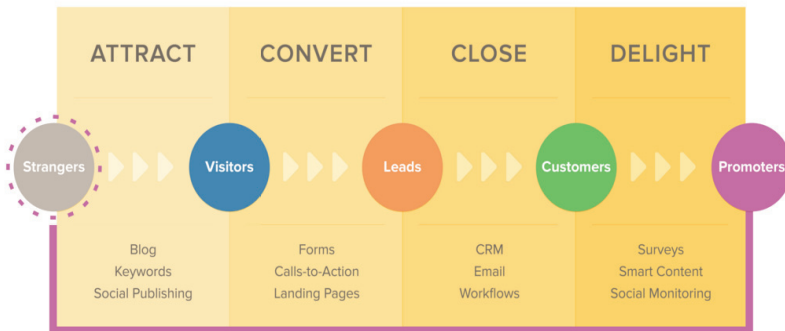 ATTRACT
CONVERT
CLOSE
DELIGHT
Strangers
Visitors
Leads
Customers
Promoters
Blog
Keywords
Social Publishing
Forms
Calls-to-Action
Landing Pages
CRM
Email
Workflows
Surveys
Smart Content
Social Monitoring